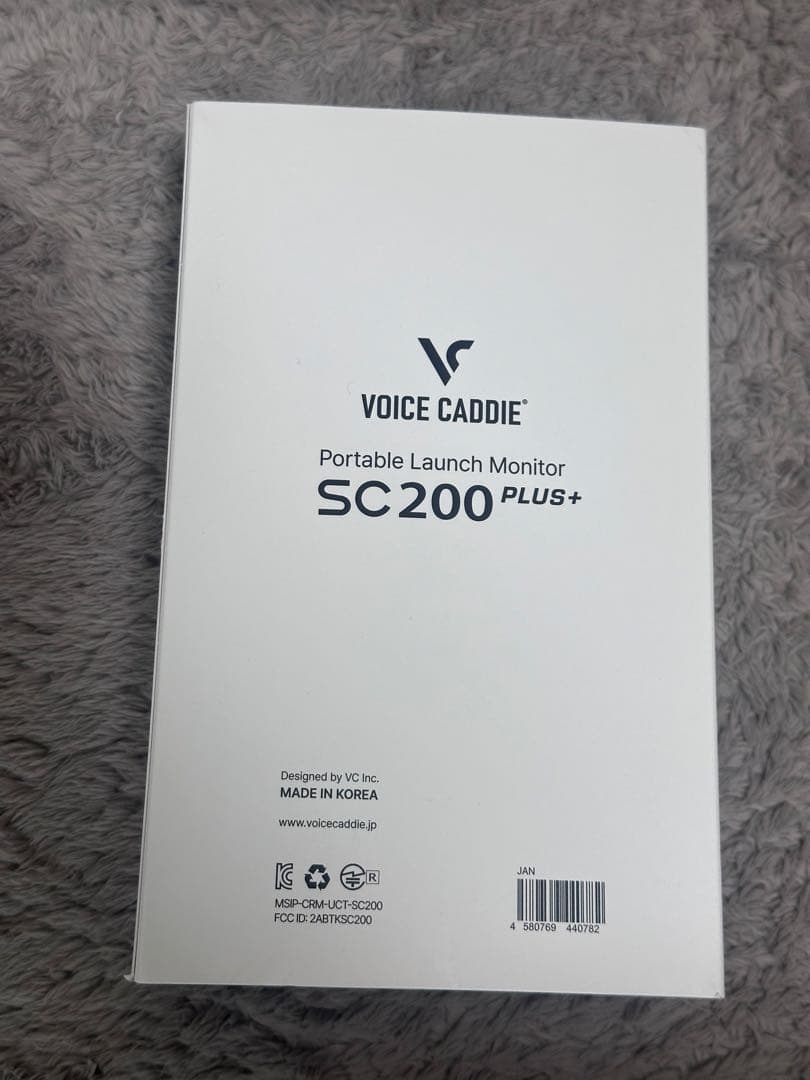 VOICE CADDIE®
Portable Launch Monitor
SC200 PLUS+
Designed by VC Inc.
MADE IN KOREA
www.voicecaddie.jp
R
MSIP-CRM-UCT-SC200
FCC ID: 2ABTKSC200
JAN
4 580769 440782